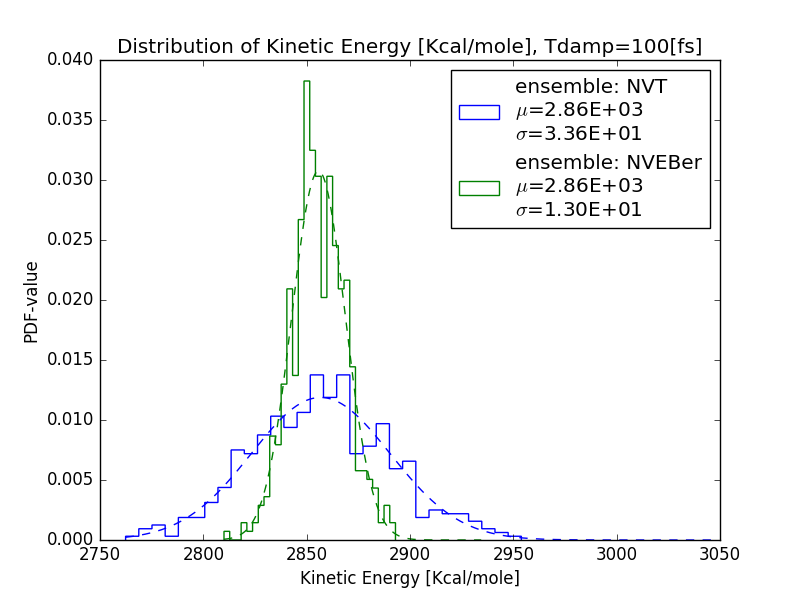 Distribution of Kinetic Energy [Kcal/mole], Tdamp=100[fs]
ensemble: NVT
μ=2.86E+03
σ=3.36E+01
ensemble: NVEBer
μ=2.86E+03
σ=1.30E+01
0.040
0.035
0.030
0.025
0.020
0.015
0.010
0.005
0.000
PDF-value
2750 2800 2850 2900 2950 3000 3050
Kinetic Energy [Kcal/mole]